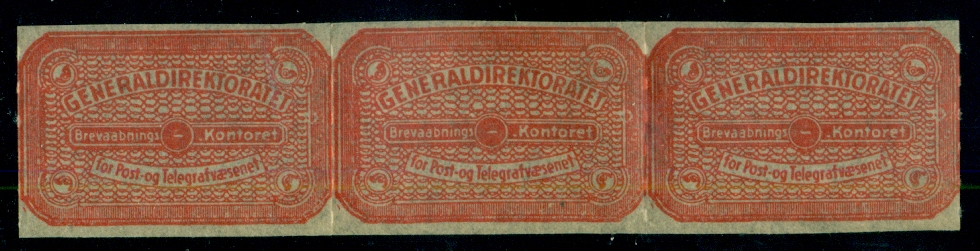 GENERALDIREKTORATET
Brevaabnings - Kontoret
for Post-og Telegrafvæsenet
GENERALDIREKTORATET
Brevaabnings - Kontoret
for Post-og Telegrafvæsenet
GENERALDIREKTORATET
Brevaabnings - Kontoret
for Post-og Telegrafvæsenet